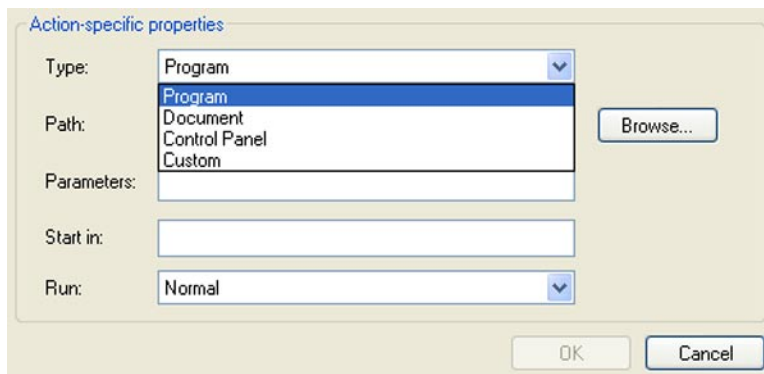 Action-specific properties
Type: Program
Program
Document
Path: Browse...
Control Panel
Custom
Parameters:
Start in:
Run: Normal
OK Cancel